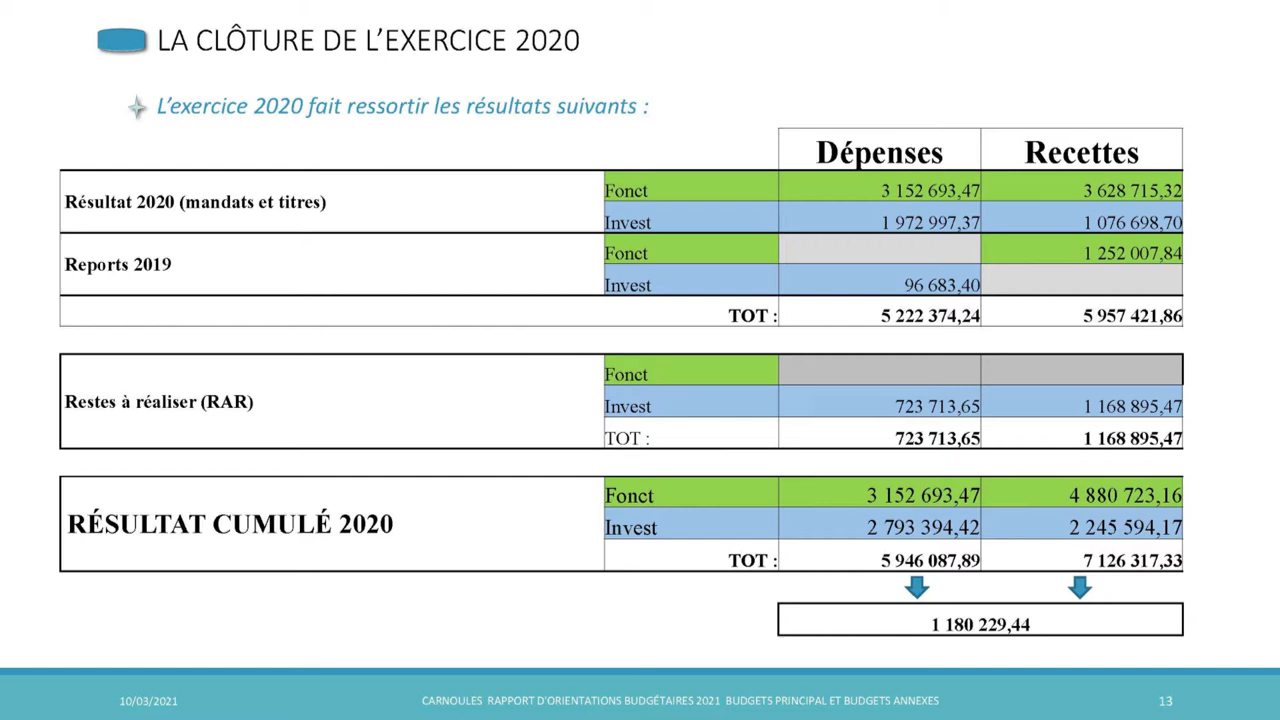 LA CLÔTURE DE L’EXERCICE 2020
L’exercice 2020 fait ressortir les résultats suivants :
Dépenses Recettes
Résultat 2020 (mandats et titres)
Fonct 3 152 693,47 3 628 715,32
Invest 1 972 997,37 1 076 698,70
Reports 2019
Fonct 1 252 007,84
Invest 96 683,40
TOT : 5 222 374,24 5 957 421,86
Restes à réaliser (RAR)
Fonct
Invest 723 713,65 1 168 895,47
TOT : 723 713,65 1 168 895,47
RÉSULTAT CUMULÉ 2020
Fonct 3 152 693,47 4 880 723,16
Invest 2 793 394,42 2 245 594,17
TOT : 5 946 087,89 7 126 317,33
1 180 229,44
10/03/2021 CARNOULES RAPPORT D'ORIENTATIONS BUDGÉTAIRES 2021 BUDGETS PRINCIPAL ET BUDGETS ANNEXES 13